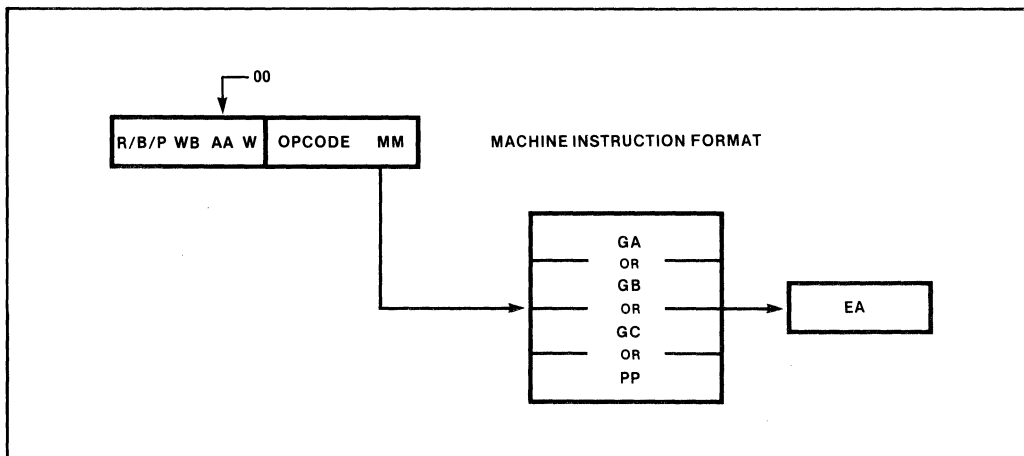 00
R/B/P WB AA W OPCODE MM
MACHINE INSTRUCTION FORMAT
GA
OR
GB
OR
GC
OR
PP
EA